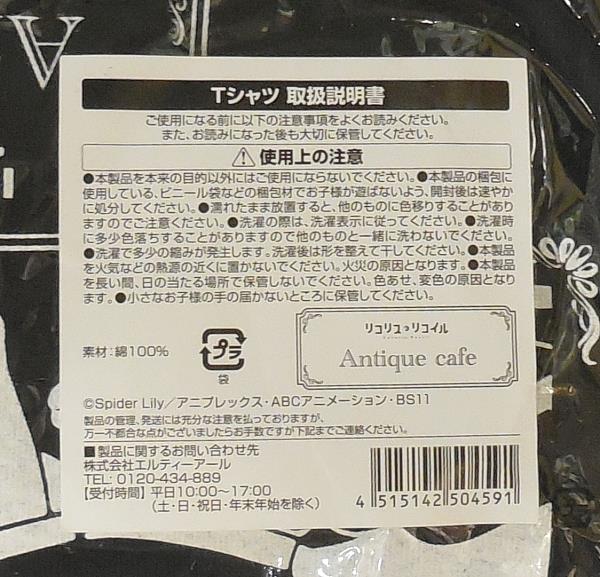 Tシャツ 取扱説明書
ご使用になる前に以下の注意事項をよくお読みください。
また、お読みになった後も大切に保管してください。
⚠使用上の注意
●本製品を本来の目的以外にはご使用にならないでください。●本製品の梱包に
使用している、ビニール袋などの梱包材でお子様が遊ばないよう、開封後は速やか
に処分してください。●濡れたまま放置すると、他のものに色移りすることがあり
ますのでご注意ください。●洗濯の際は、洗濯表示に従ってください。●洗濯時
に多少色落ちすることがありますので他のものと一緒に洗わないでください。
●洗濯で多少の縮みが発生します。洗濯後は形を整えて干してください。●本製品
を火気などの熱源の近くに置かないでください。火災の原因となります。●本製品
を長い間、日の当たる場所で保管しないでください。色あせ、変色の原因となり
ます。●小さなお子様の手の届かないところに保管してください。
素材:綿100%
プラ
袋
リコリス・リコイル
Antique cafe
©Spider Lily/アニプレックス・ABCアニメーション・BS11
製品の管理、発送には充分な注意を払っておりますが、
万一不都合な点がございましたらお手数ですが下記までご連絡ください。
■製品に関するお問い合わせ先
株式会社エルティーアール
TEL: 0120-434-889
【受付時間】平日10:00~17:00
(土・日・祝日・年末年始を除く)
4 515142 504591